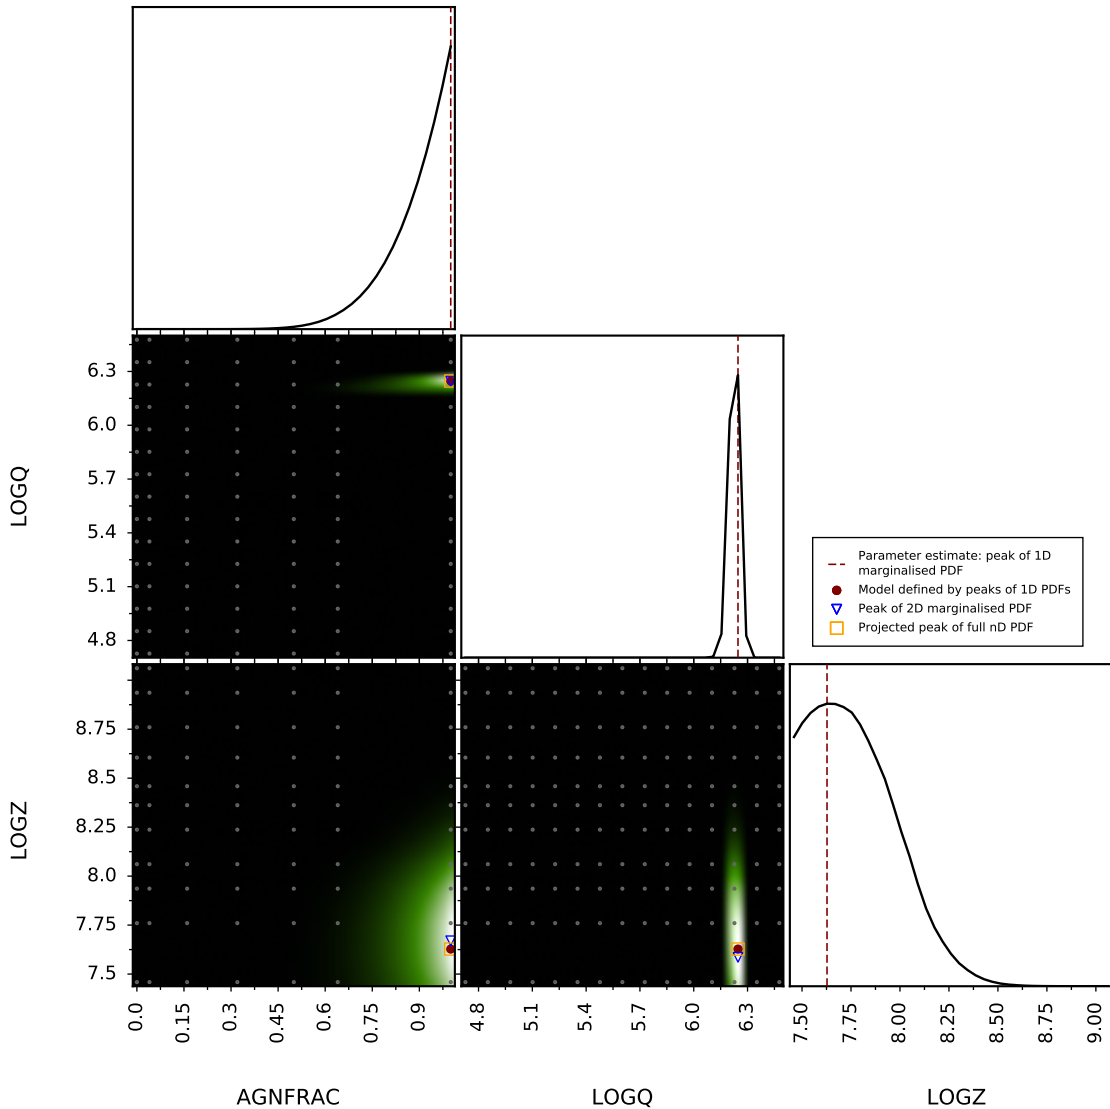 6.3
6.0
5.7
5.4
5.1
4.8
LOGQ
Parameter estimate: peak of 1D
marginalised PDF
Model defined by peaks of 1D PDFs
Peak of 2D marginalised PDF
Projected peak of full nD PDF
8.75
8.5
8.25
8.0
7.75
7.5
LOGZ
0.0 0.15 0.3 0.45 0.6 0.75 0.9
4.8 5.1 5.4 5.7 6.0 6.3
7.50 7.75 8.00 8.25 8.50 8.75 9.00
AGNFRAC LOGQ LOGZ